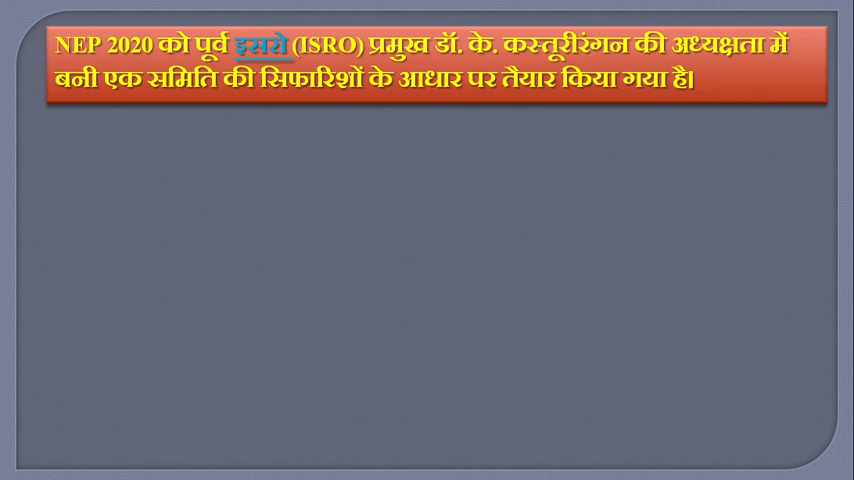 NEP 2020 को पूर्व इसरो (ISRO) प्रमुख डॉ. के. कस्तूरीरंगन की अध्यक्षता में
बनी एक समिति की सिफारिशों के आधार पर तैयार किया गया है।